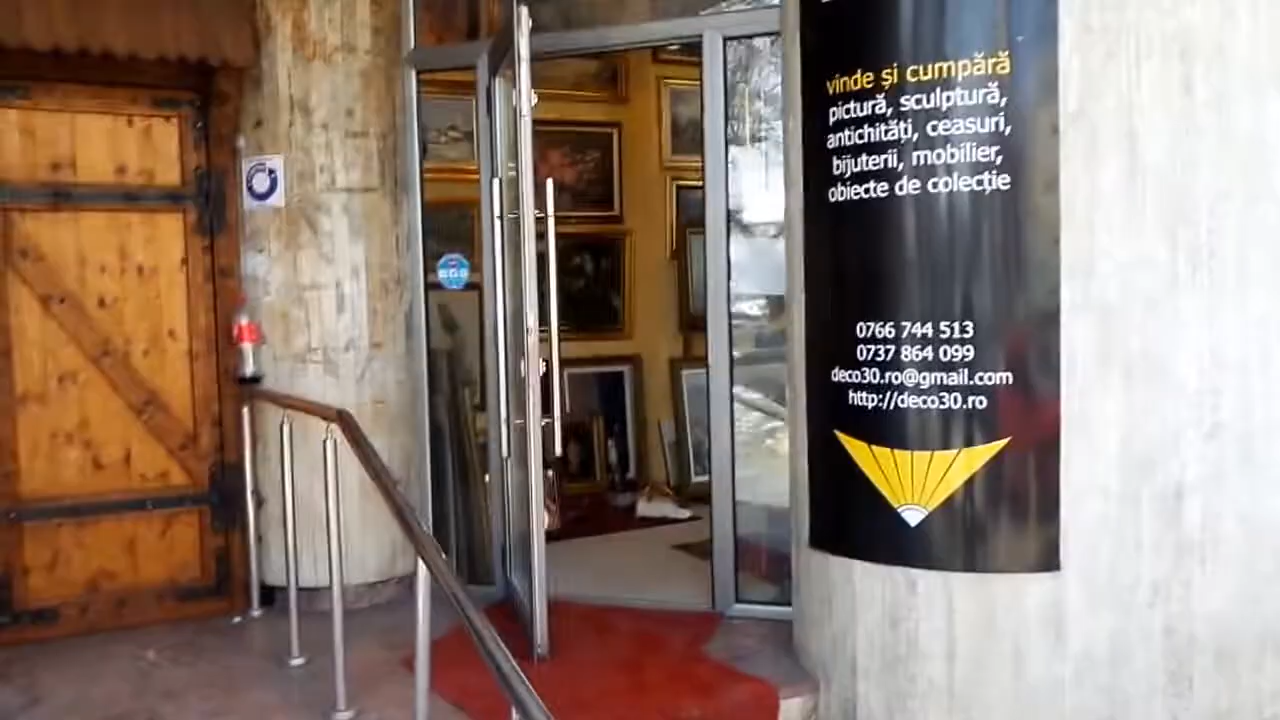 vinde și cumpără
pictură, sculptură,
antichități, ceasuri,
bijuterii, mobilier,
obiecte de colecție
0766 744 513
0737 864 099
deco30.ro@gmail.com
http://deco30.ro